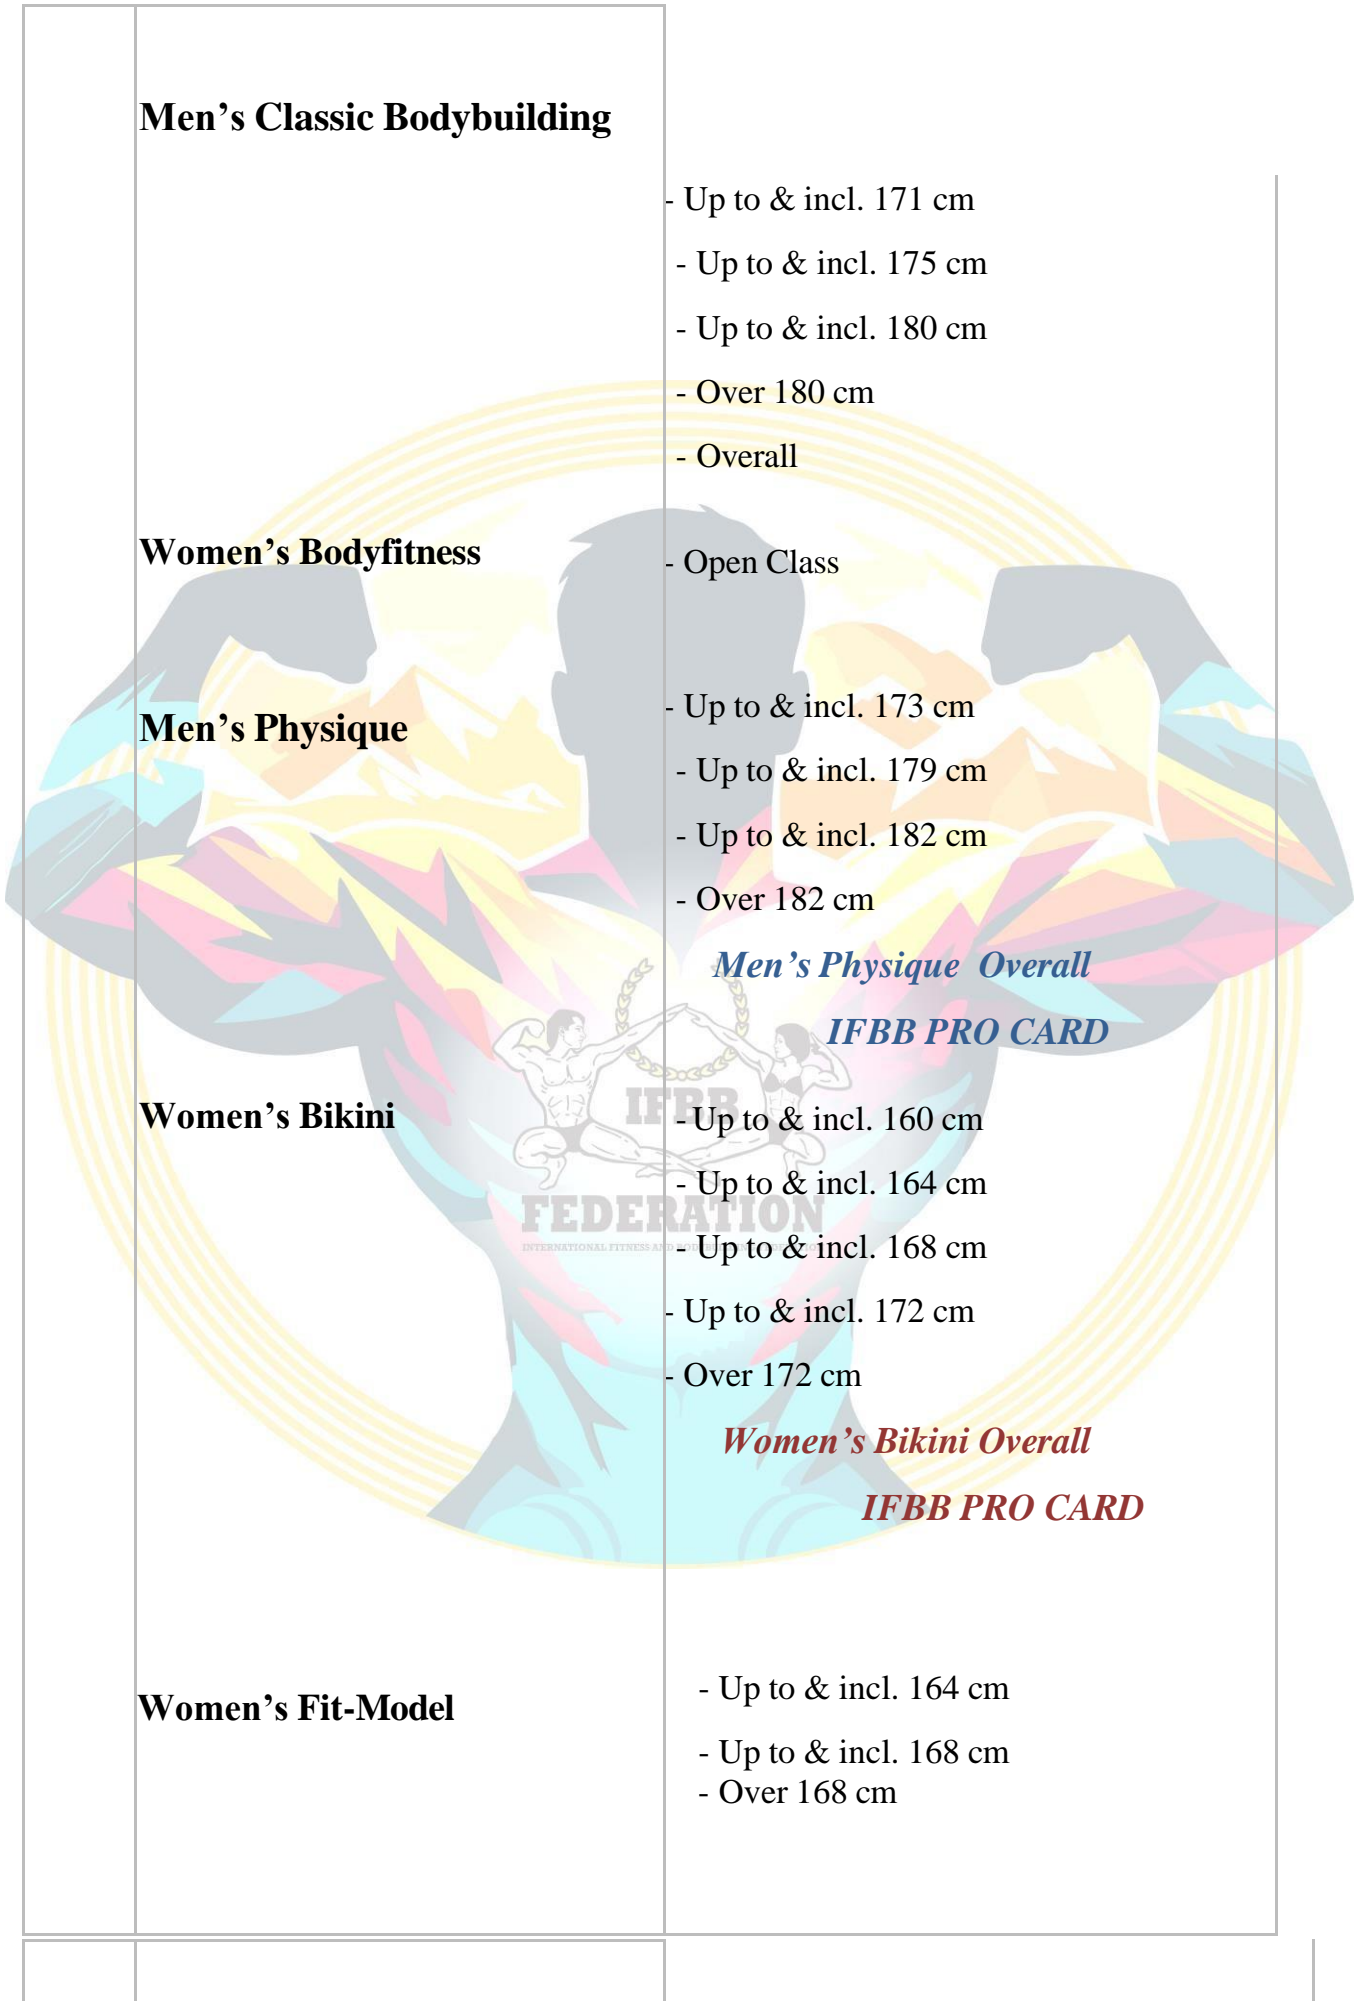 Men’s Classic Bodybuilding
- Up to & incl. 171 cm
- Up to & incl. 175 cm
- Up to & incl. 180 cm
- Over 180 cm
- Overall
Women’s Bodyfitness
- Open Class
Men’s Physique
- Up to & incl. 173 cm
- Up to & incl. 179 cm
- Up to & incl. 182 cm
- Over 182 cm
Men’s Physique Overall
IFBB PRO CARD
Women’s Bikini
- Up to & incl. 160 cm
- Up to & incl. 164 cm
- Up to & incl. 168 cm
- Up to & incl. 172 cm
- Over 172 cm
Women’s Bikini Overall
IFBB PRO CARD
Women’s Fit-Model
- Up to & incl. 164 cm
- Up to & incl. 168 cm
- Over 168 cm
IFBB
FEDERATION
INTERNATIONAL FITNESS AND BODYBUILDING FEDERATION